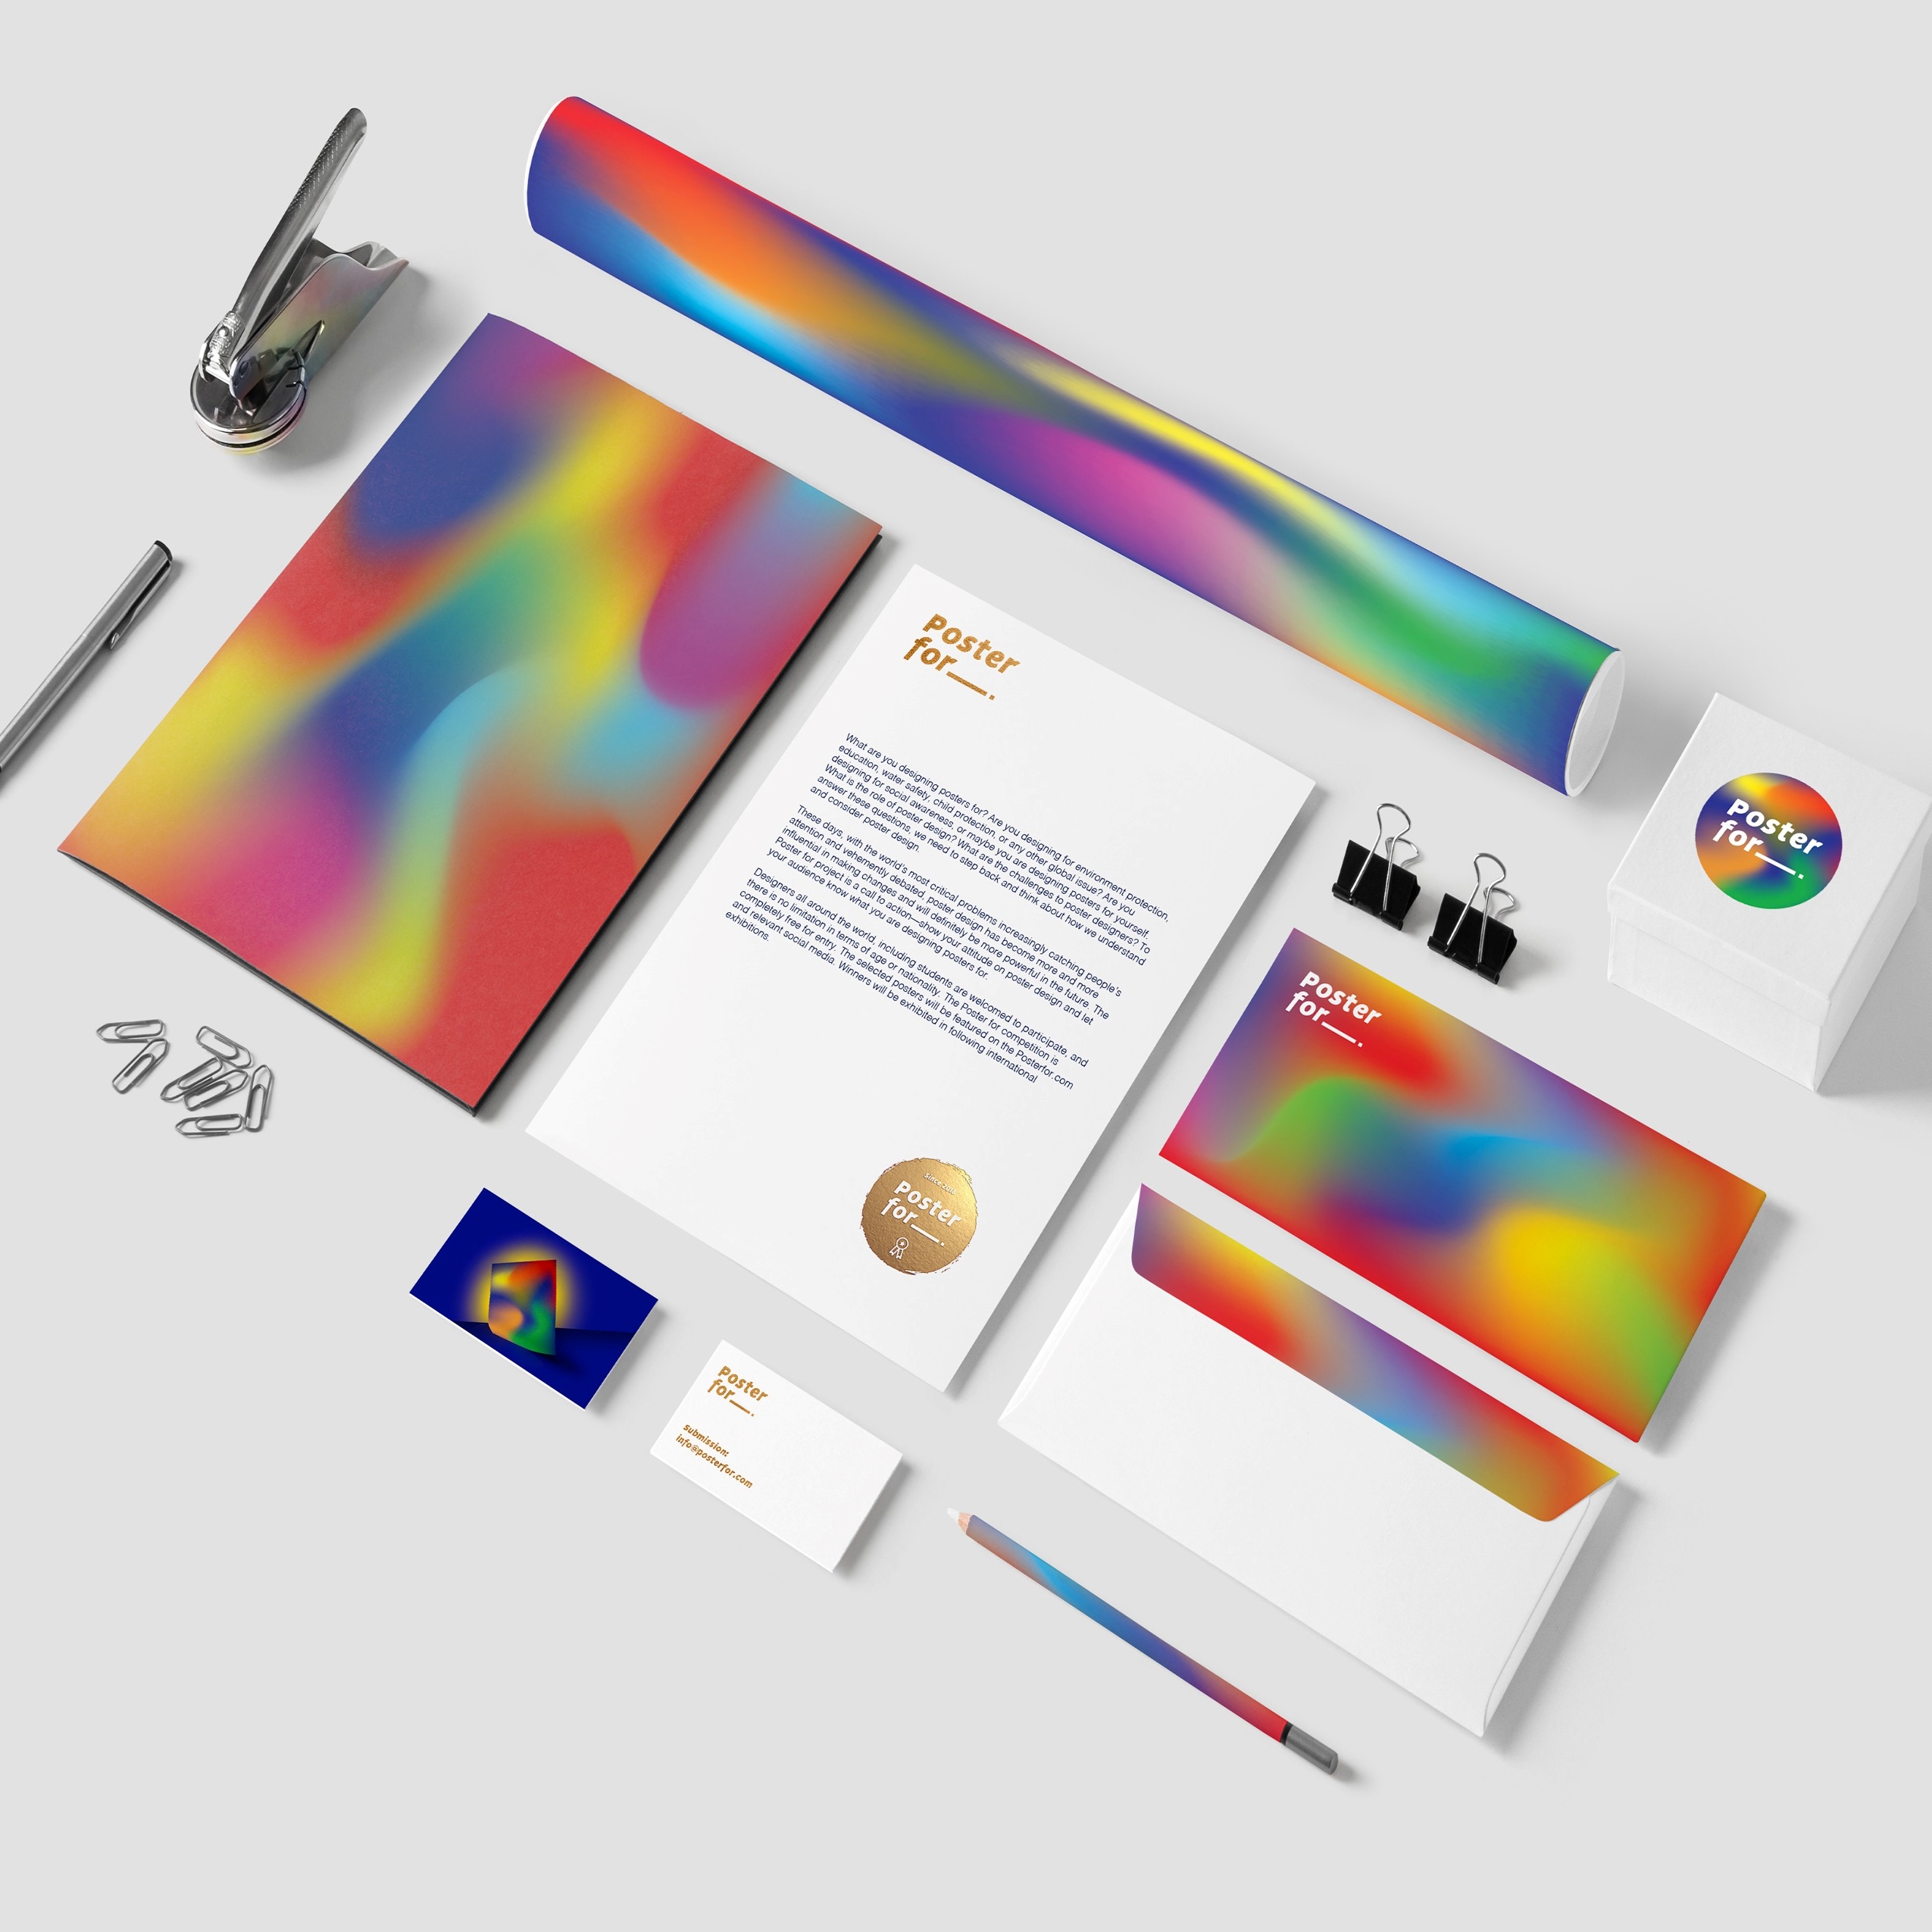 Poster
for__.
What are you designing posters for? Are you designing for environment protection,
education, water safety, child protection, or any other global issue? Are you
designing for social awareness, or maybe you are designing posters for yourself.
What is the role of poster design? What are the challenges to poster designers? To
answer these questions, we need to step back and think about how we understand
and consider poster design.
These days, with the world's most critical problems increasingly catching people's
attention and vehemently debated, poster design has become more and more
influential in making changes and will definitely be more powerful in the future. The
Poster for project is a call to action—show your attitude on poster design and let
your audience know what you are designing posters for.
Designers all around the world, including students are welcomed to participate, and
there is no limitation in terms of age or nationality. The Poster for competition is
completely free for entry. The selected posters will be featured on the Posterfor.com
and relevant social media. Winners will be exhibited in following international
exhibitions.
Since
Poster
for__.
Poster
for__.
Poster
for__.
Poster
for__.
submission:
info@posterfor.com